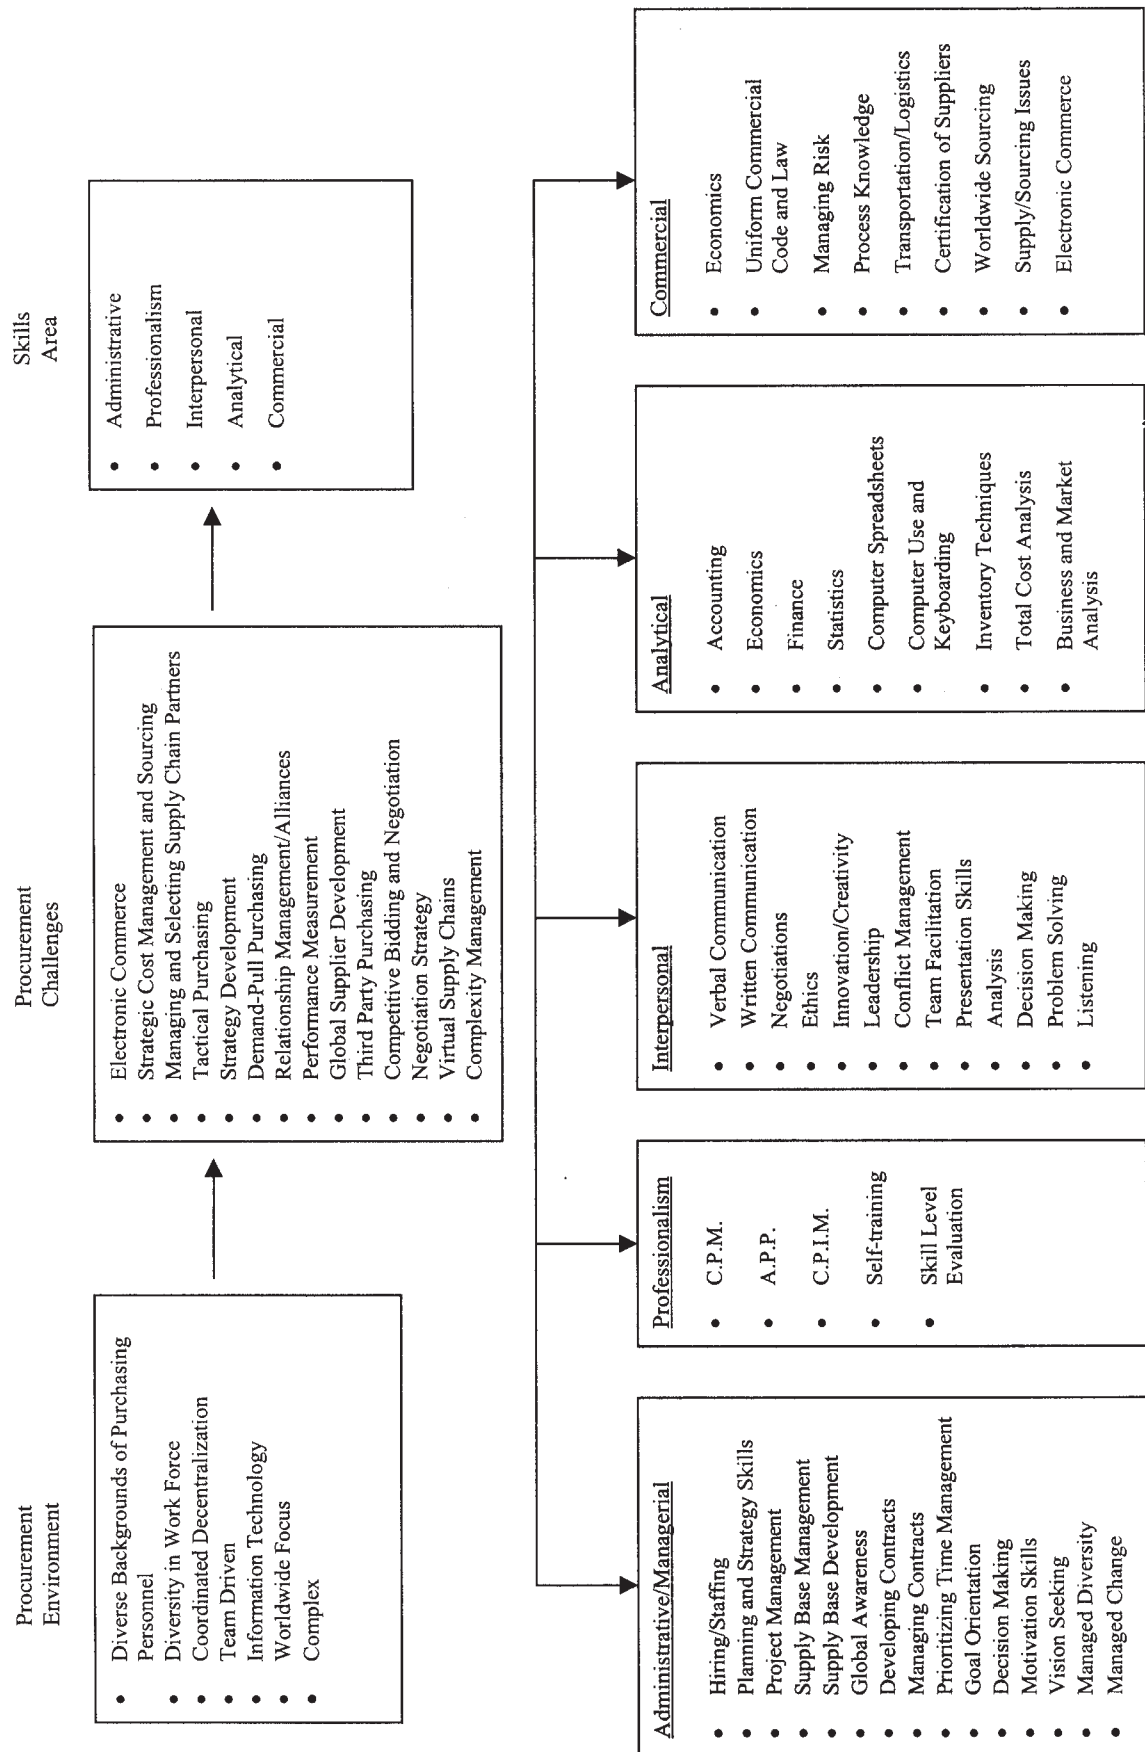 Procurement
Environment
Procurement
Challenges
Skills
Area
• Diverse Backgrounds of Purchasing
Personnel
• Diversity in Work Force
• Coordinated Decentralization
• Team Driven
• Information Technology
• Worldwide Focus
• Complex
• Electronic Commerce
• Strategic Cost Management and Sourcing
• Managing and Selecting Supply Chain Partners
• Tactical Purchasing
• Strategy Development
• Demand-Pull Purchasing
• Relationship Management/Alliances
• Performance Measurement
• Global Supplier Development
• Third Party Purchasing
• Competitive Bidding and Negotiation
• Negotiation Strategy
• Virtual Supply Chains
• Complexity Management
• Administrative
• Professionalism
• Interpersonal
• Analytical
• Commercial
Administrative/Managerial
• Hiring/Staffing
• Planning and Strategy Skills
• Project Management
• Supply Base Management
• Supply Base Development
• Global Awareness
• Developing Contracts
• Managing Contracts
• Prioritizing Time Management
• Goal Orientation
• Decision Making
• Motivation Skills
• Vision Seeking
• Managed Diversity
• Managed Change
Professionalism
• C.P.M.
• A.P.P.
• C.P.I.M.
• Self-training
• Skill Level
Evaluation
Interpersonal
• Verbal Communication
• Written Communication
• Negotiations
• Ethics
• Innovation/Creativity
• Leadership
• Conflict Management
• Team Facilitation
• Presentation Skills
• Analysis
• Decision Making
• Problem Solving
• Listening
Analytical
• Accounting
• Economics
• Finance
• Statistics
• Computer Spreadsheets
• Computer Use and
Keyboarding
• Inventory Techniques
• Total Cost Analysis
• Business and Market
Analysis
Commercial
• Economics
• Uniform Commercial
Code and Law
• Managing Risk
• Process Knowledge
• Transportation/Logistics
• Certification of Suppliers
• Worldwide Sourcing
• Supply/Sourcing Issues
• Electronic Commerce